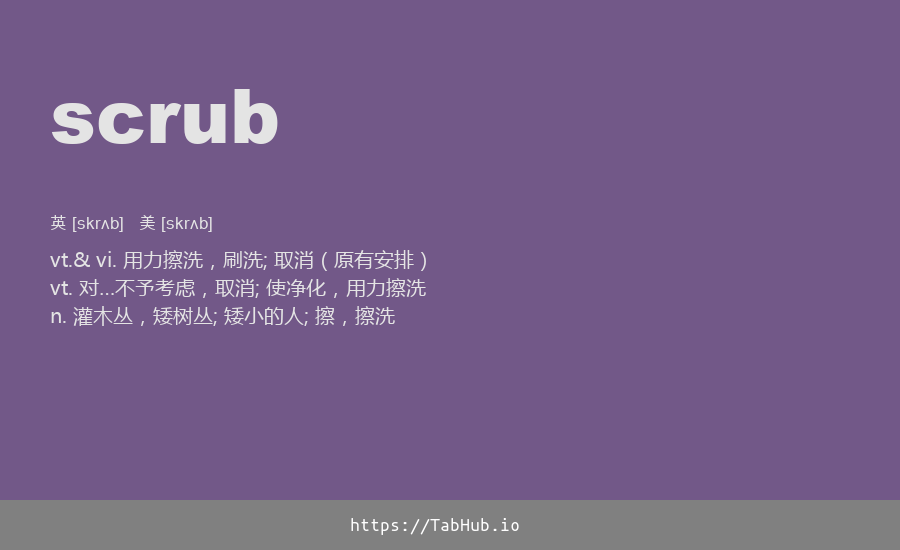 scrub
英 [skrʌb] 美 [skrʌb]
vt.& vi. 用力擦洗，刷洗; 取消（原有安排）
vt. 对…不予考虑，取消; 使净化，用力擦洗
n. 灌木丛，矮树丛; 矮小的人; 擦，擦洗
https://TabHub.io